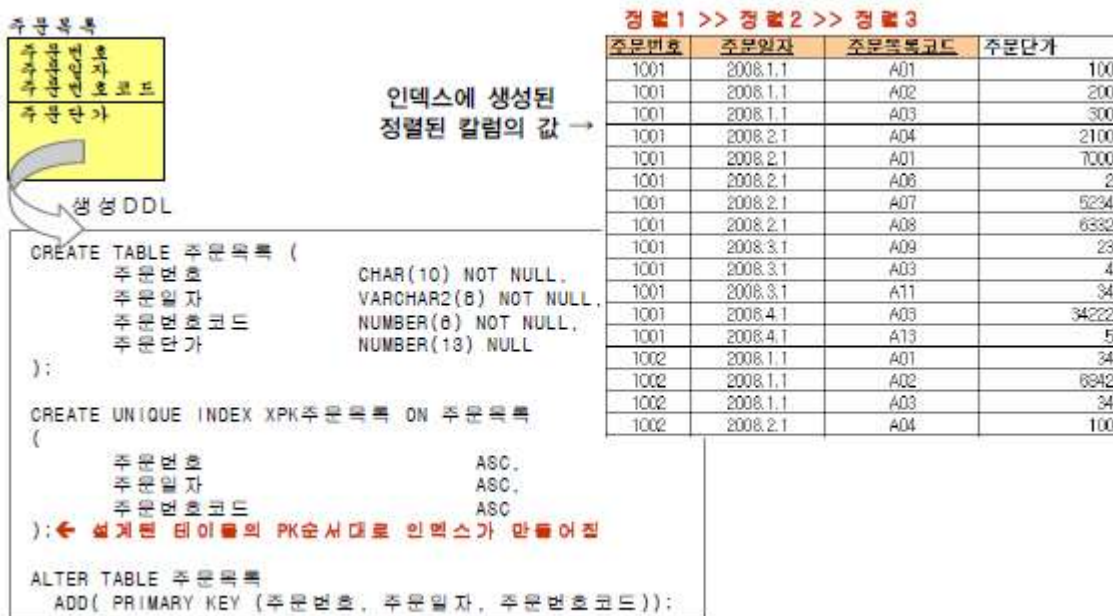 주문목록
주문번호
주문일자
주문번호코드
주문단가
생성DDL
인덱스에 생성된
정렬된 칼럼의 값 →
정렬1 >> 정렬2 >> 정렬3
주문번호 주문일자 주문목록코드 주문단가
1001 2008.1.1 A01 100
1001 2008.1.1 A02 200
1001 2008.1.1 A03 300
1001 2008.2.1 A04 2100
1001 2008.2.1 A01 7000
1001 2008.2.1 A06 2
1001 2008.2.1 A07 5234
1001 2008.2.1 A08 6332
1001 2008.3.1 A09 23
1001 2008.3.1 A03 4
1001 2008.3.1 A11 34
1001 2008.4.1 A03 34222
1001 2008.4.1 A13 5
1002 2008.1.1 A01 34
1002 2008.1.1 A02 6842
1002 2008.1.1 A03 34
1002 2008.2.1 A04 100
CREATE TABLE 주문목록 (
주문번호 CHAR(10) NOT NULL,
주문일자 VARCHAR2(8) NOT NULL,
주문번호코드 NUMBER(6) NOT NULL,
주문단가 NUMBER(13) NULL
);
CREATE UNIQUE INDEX XPK주문목록 ON 주문목록
(
주문번호 ASC,
주문일자 ASC,
주문번호코드 ASC
);← 설계된 테이블의 PK순서대로 인덱스가 만들어짐
ALTER TABLE 주문목록
ADD( PRIMARY KEY (주문번호, 주문일자, 주문번호코드));